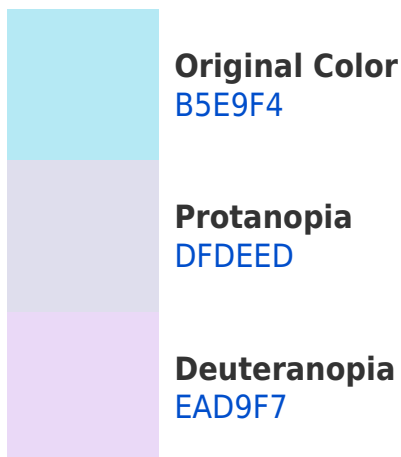 Original Color
B5E9F4
Protanopia
DFDEED
Deuteranopia
EAD9F7